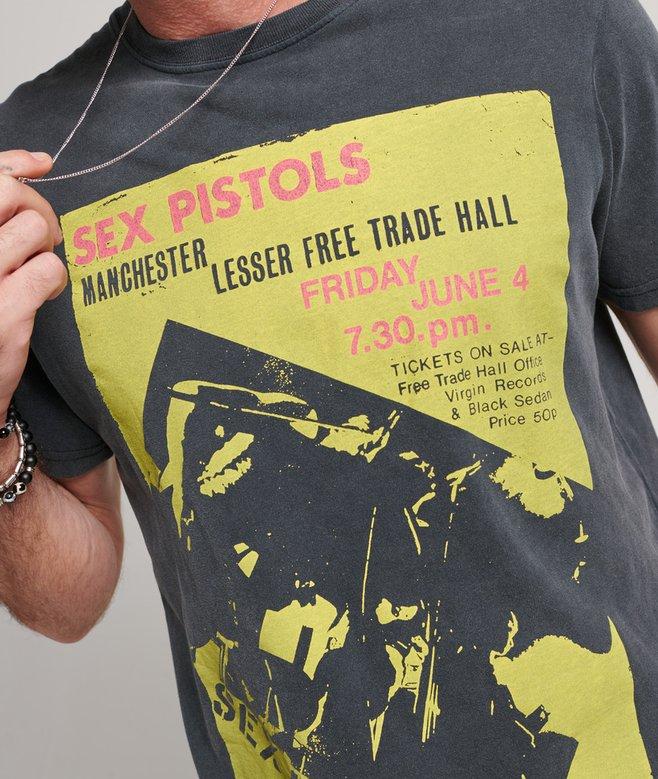 SEX PISTOLS
MANCHESTER LESSER FREE TRADE HALL
FRIDAY JUNE 4
7.30.pm.
TICKETS ON SALE AT-
Free Trade Hall Office
Virgin Records
& Black Sedan
Price 50p
SEX